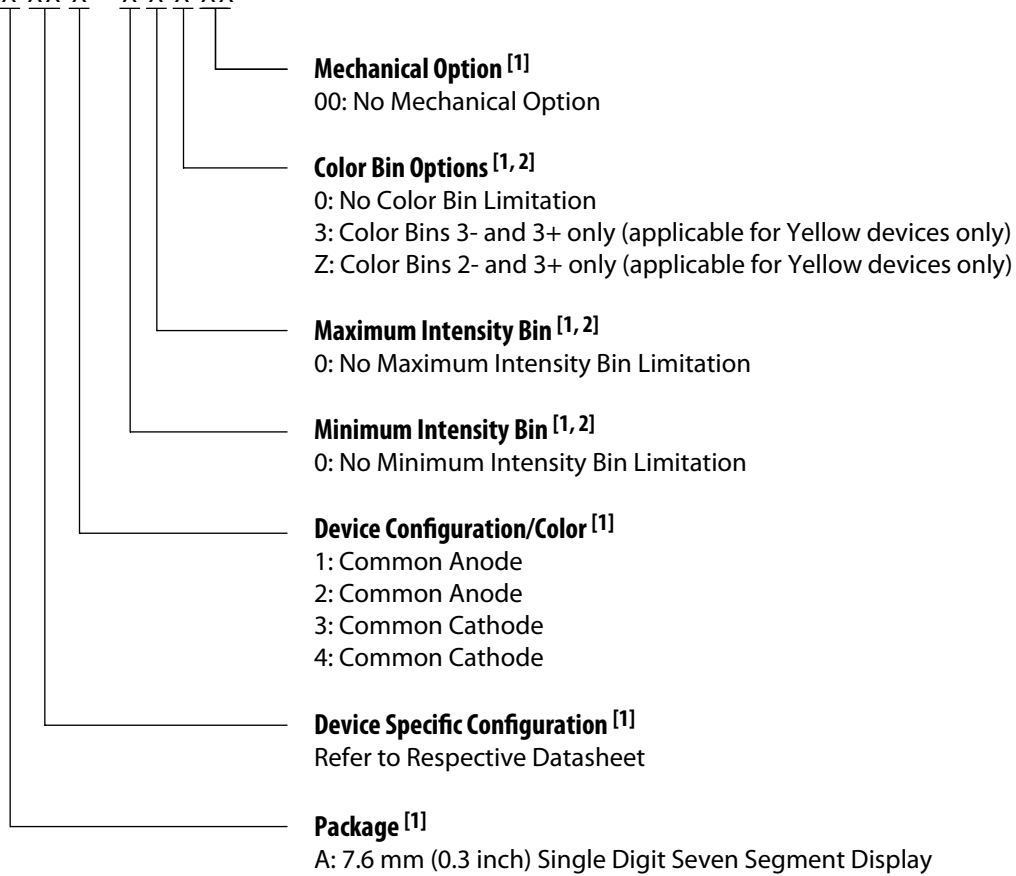 Mechanical Option [1]
00: No Mechanical Option
Color Bin Options [1, 2]
0: No Color Bin Limitation
3: Color Bins 3- and 3+ only (applicable for Yellow devices only)
Z: Color Bins 2- and 3+ only (applicable for Yellow devices only)
Maximum Intensity Bin [1, 2]
0: No Maximum Intensity Bin Limitation
Minimum Intensity Bin [1, 2]
0: No Minimum Intensity Bin Limitation
Device Configuration/Color [1]
1: Common Anode
2: Common Anode
3: Common Cathode
4: Common Cathode
Device Specific Configuration [1]
Refer to Respective Datasheet
Package [1]
A: 7.6 mm (0.3 inch) Single Digit Seven Segment Display